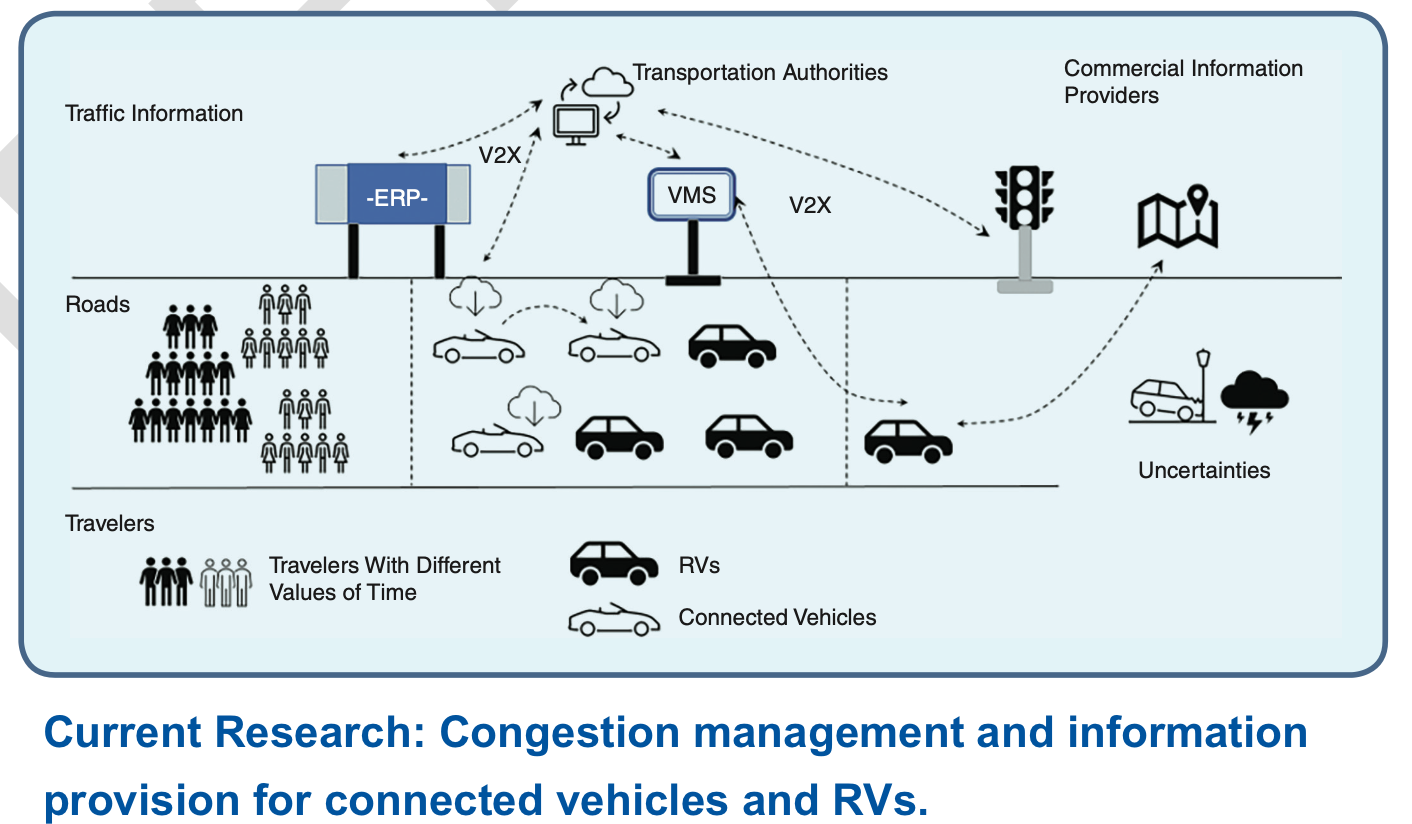 Transportation Authorities
Commercial Information
Providers
Traffic Information
V2X
-ERP-
VMS
V2X
Roads
Uncertainties
Travelers
Travelers With Different
Values of Time
RVs
Connected Vehicles
Current Research: Congestion management and information
provision for connected vehicles and RVs.